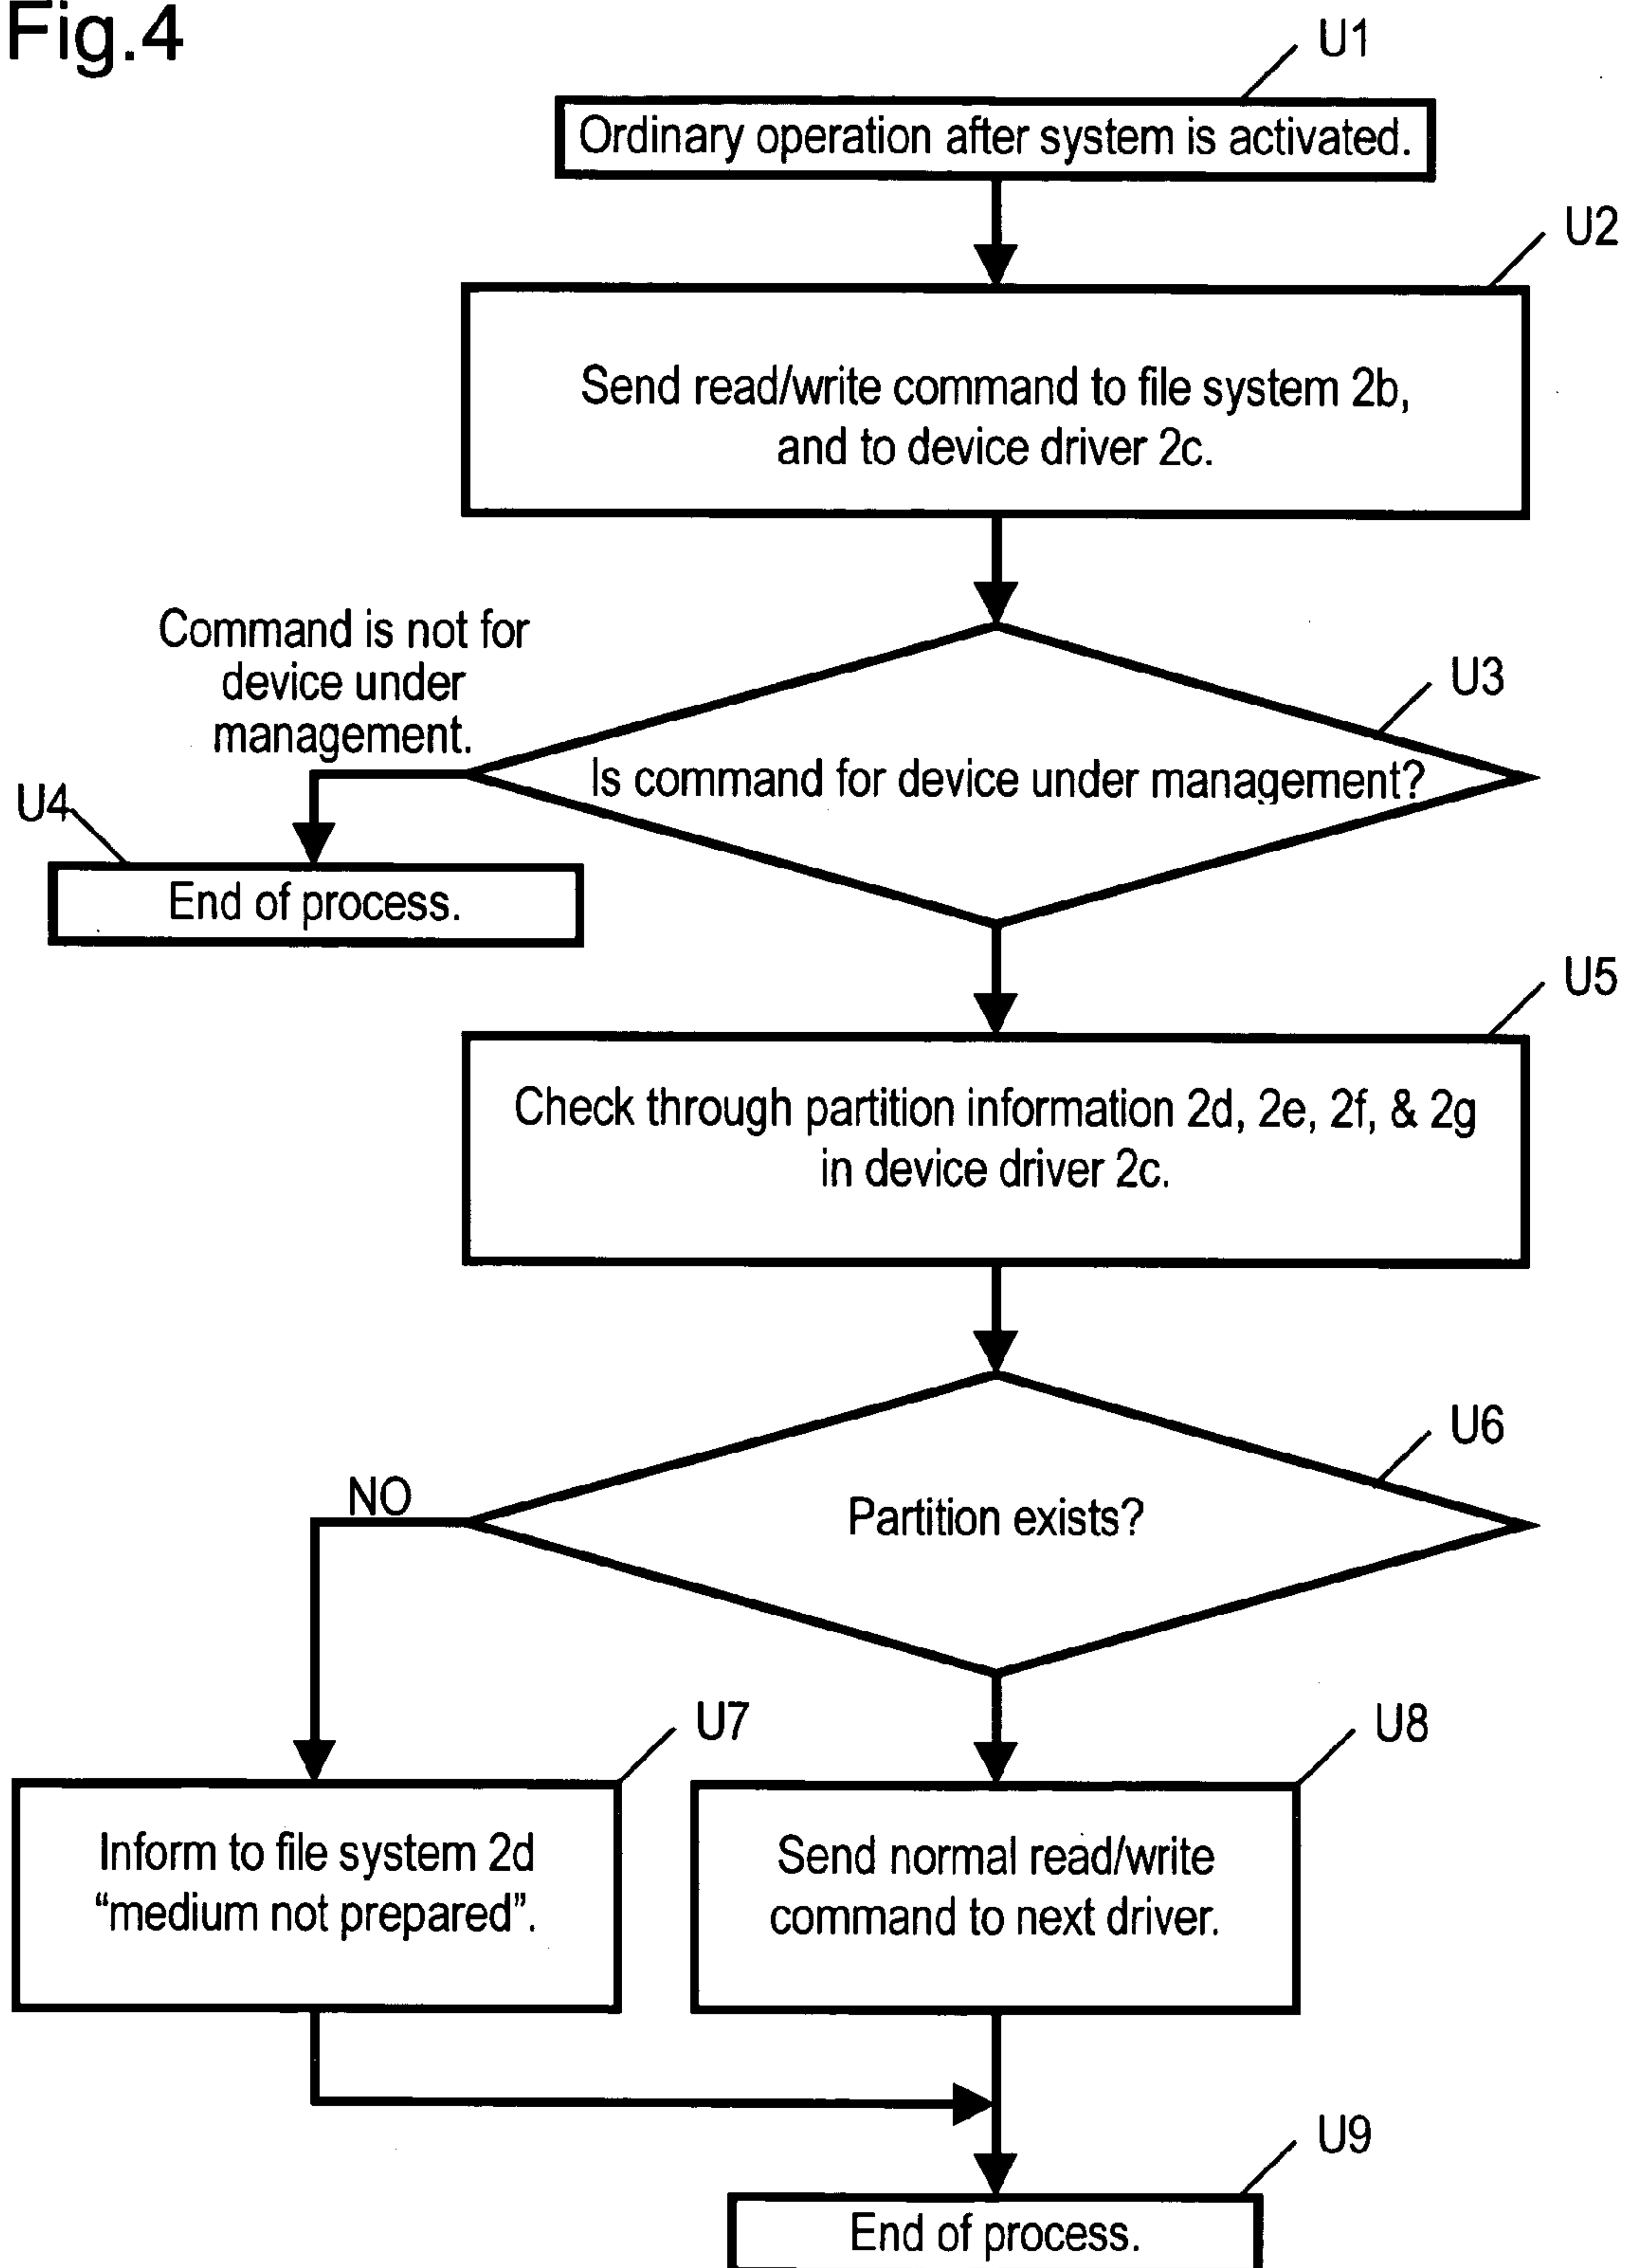 Fig.4
U1
Ordinary operation after system is activated.
U2
Send read/write command to file system 2b,
and to device driver 2c.
Command is not for
device under
management.
U3
Is command for device under management?
U4
End of process.
U5
Check through partition information 2d, 2e, 2f, & 2g
in device driver 2c.
U6
NO
Partition exists?
U7
U8
Inform to file system 2d
“medium not prepared”.
Send normal read/write
command to next driver.
U9
End of process.